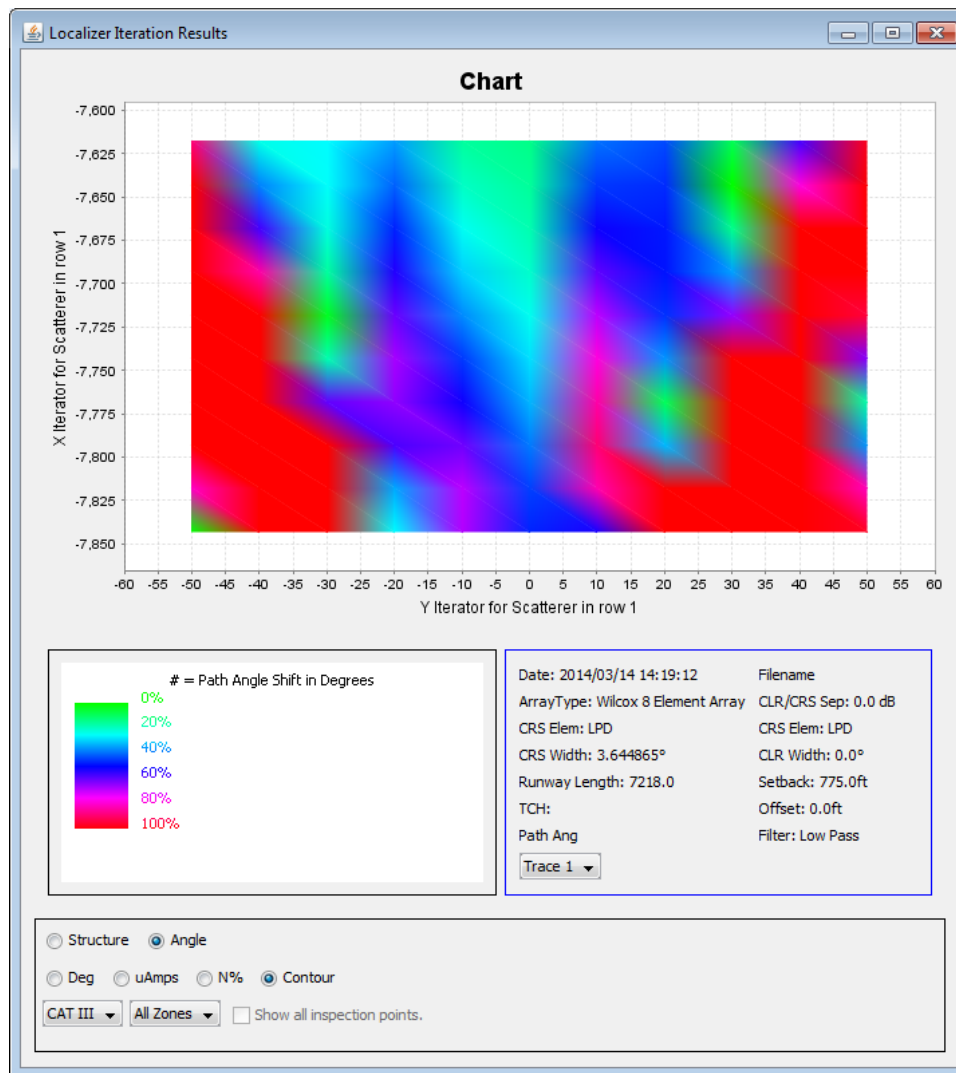 Localizer Iteration Results
Chart
-7,600
-7,625
-7,650
-7,675
-7,700
-7,725
-7,750
-7,775
-7,800
-7,825
-7,850
X Iterator for Scatterer in row 1
-60 -55 -50 -45 -40 -35 -30 -25 -20 -15 -10 -5 0 5 10 15 20 25 30 35 40 45 50 55 60
Y Iterator for Scatterer in row 1
# = Path Angle Shift in Degrees
0%
20%
40%
60%
80%
100%
Date: 2014/03/14 14:19:12 Filename
ArrayType: Wilcox 8 Element Array CLR/CRS Sep: 0.0 dB
CRS Elem: LPD CRS Elem: LPD
CRS Width: 3.644865° CLR Width: 0.0°
Runway Length: 7218.0 Setback: 775.0ft
TCH: Offset: 0.0ft
Path Ang Filter: Low Pass
Trace 1
Structure Angle
Deg uAmps N% Contour
CAT III All Zones Show all inspection points.